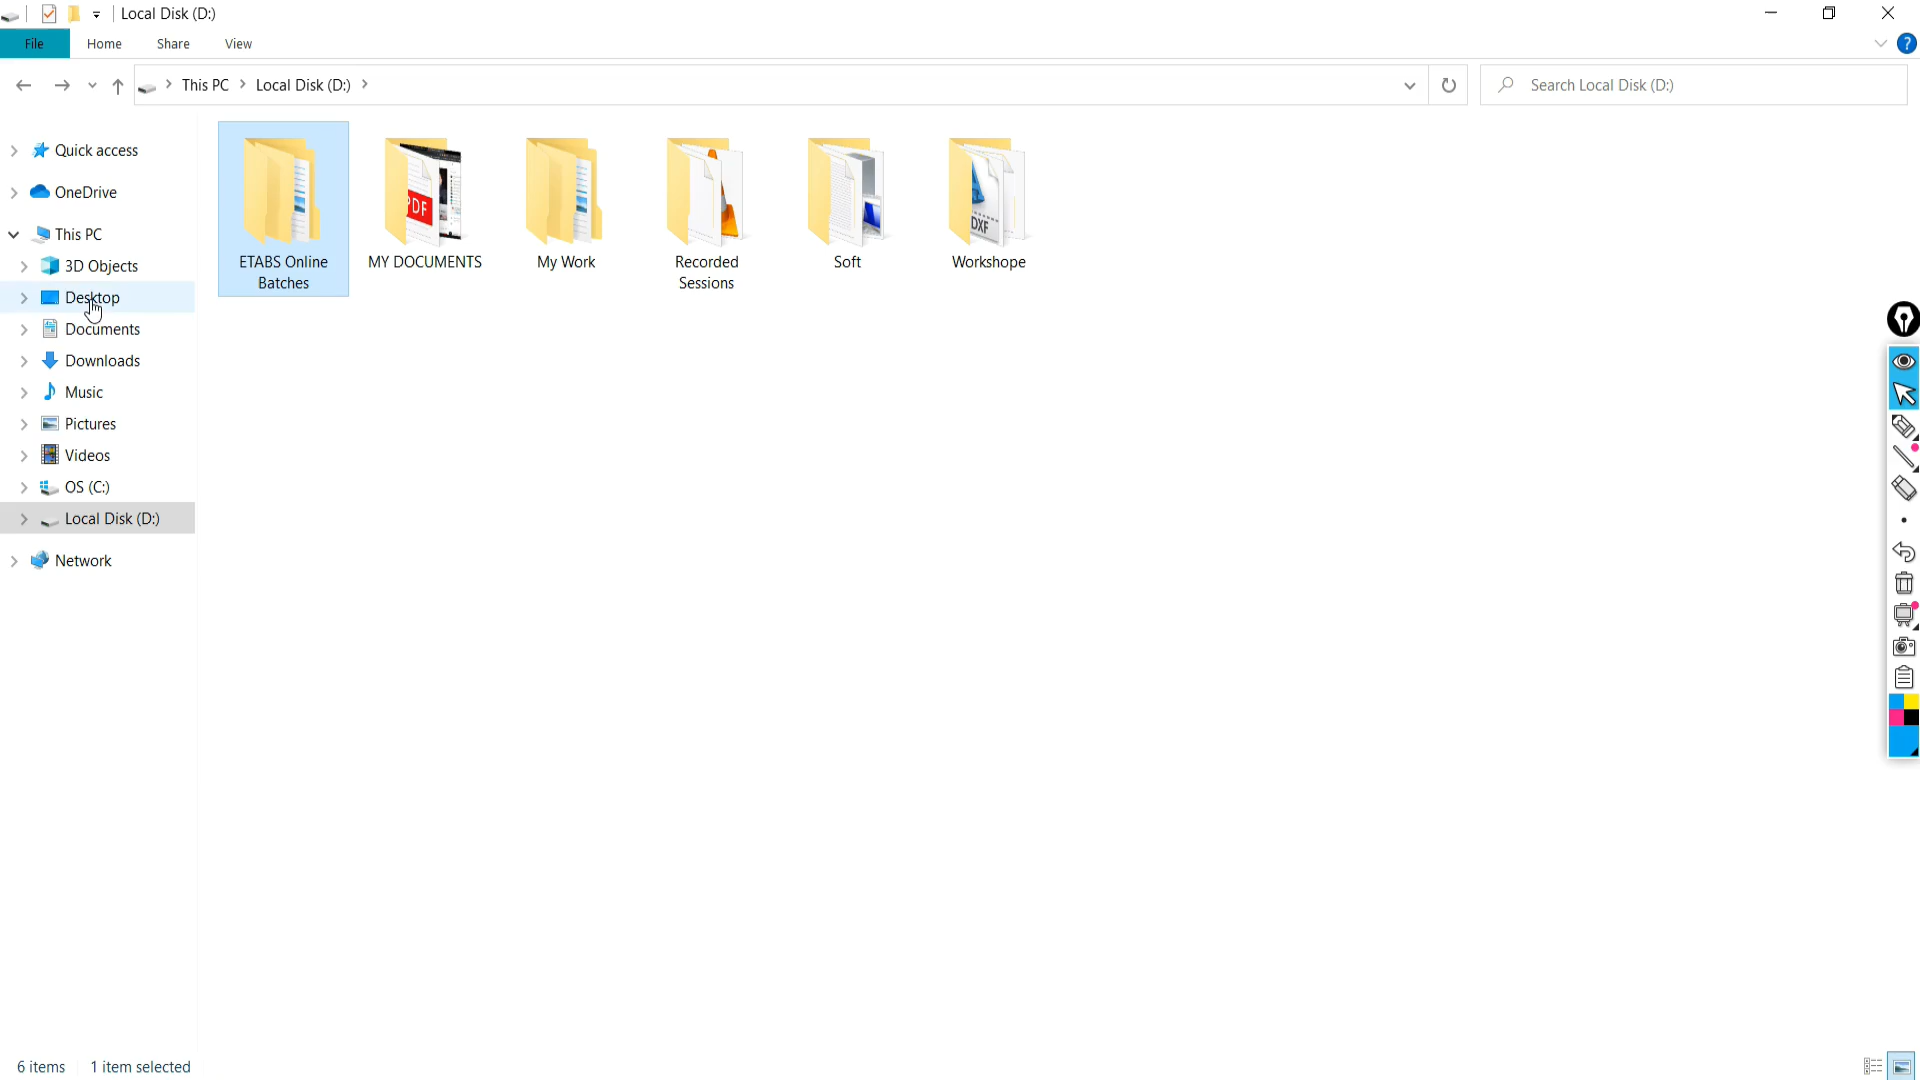 Local Disk (D:)
File Home Share View
This PC Local Disk (D:)
Search Local Disk (D:)
Quick access
OneDrive
This PC
3D Objects
Desktop
Documents
Downloads
Music
Pictures
Videos
OS (C:)
Local Disk (D:)
Network
ETABS Online
Batches
PDF
MY DOCUMENTS
My Work
Recorded
Sessions
Soft
DXF
Workshope
6 items 1 item selected